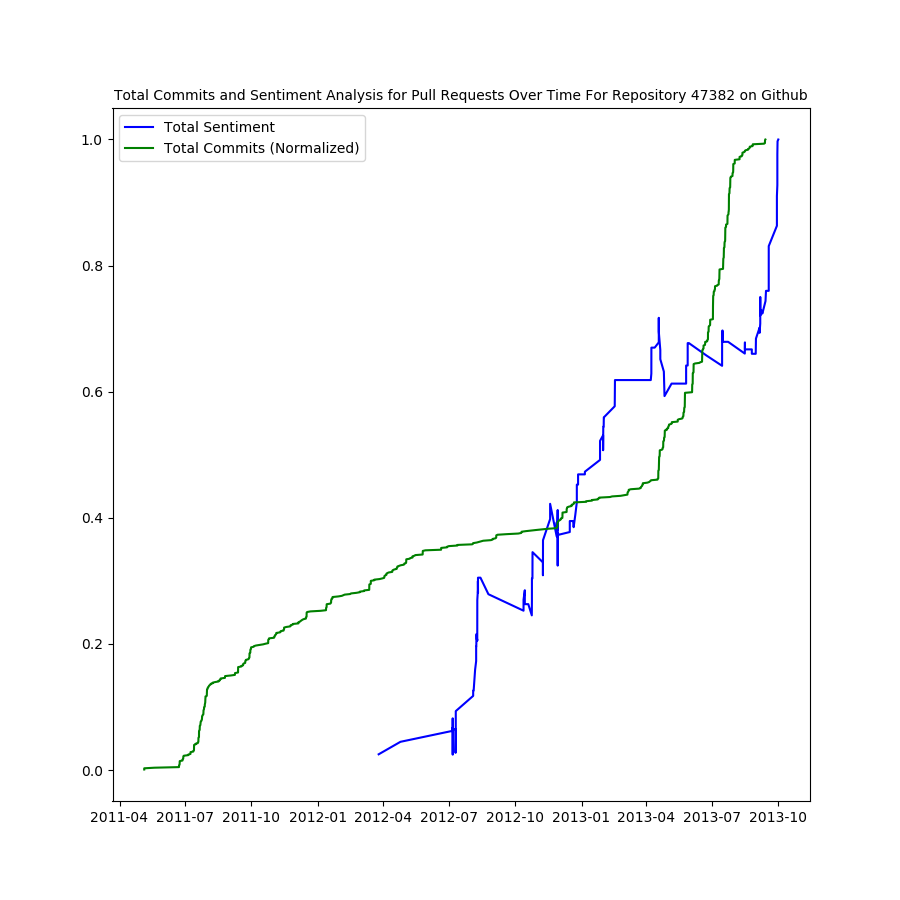 Total Commits and Sentiment Analysis for Pull Requests Over Time For Repository 47382 on Github
Total Sentiment
Total Commits (Normalized)
1.0
0.8
0.6
0.4
0.2
0.0
2011-04 2011-07 2011-10 2012-01 2012-04 2012-07 2012-10 2013-01 2013-04 2013-07 2013-10